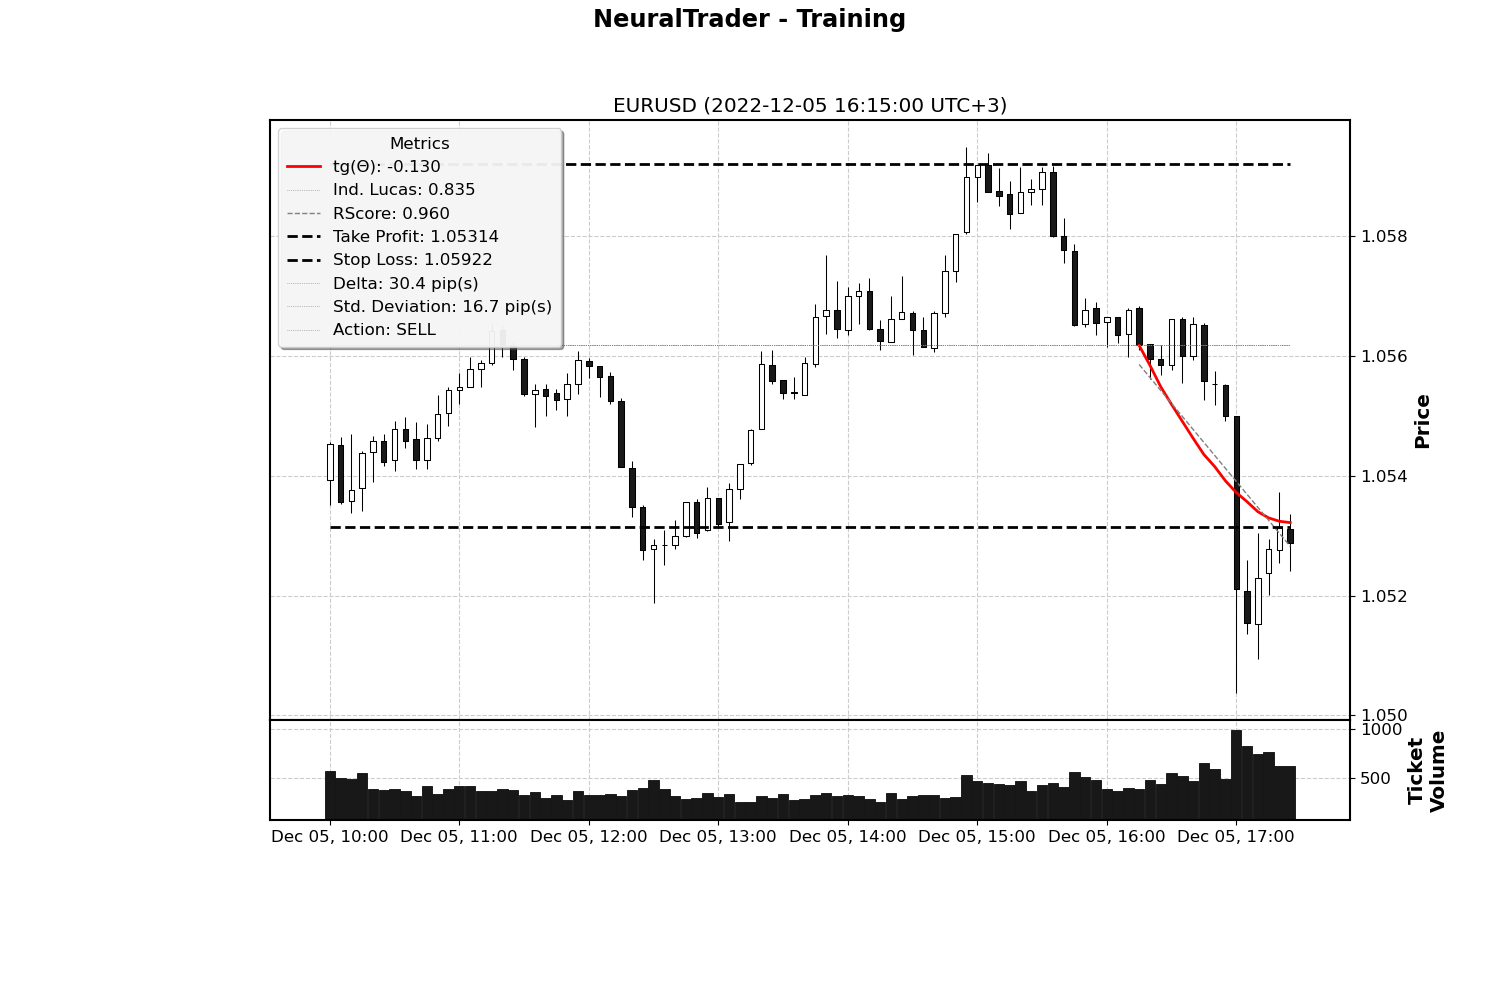 NeuralTrader - Training
EURUSD (2022-12-05 16:15:00 UTC+3)
Metrics
tg(Θ): -0.130
Ind. Lucas: 0.835
RScore: 0.960
Take Profit: 1.05314
Stop Loss: 1.05922
Delta: 30.4 pip(s)
Std. Deviation: 16.7 pip(s)
Action: SELL
1.058
1.056
1.054
1.052
1.050
Price
1000
500
Ticket
Volume
Dec 05, 10:00 Dec 05, 11:00 Dec 05, 12:00 Dec 05, 13:00 Dec 05, 14:00 Dec 05, 15:00 Dec 05, 16:00 Dec 05, 17:00